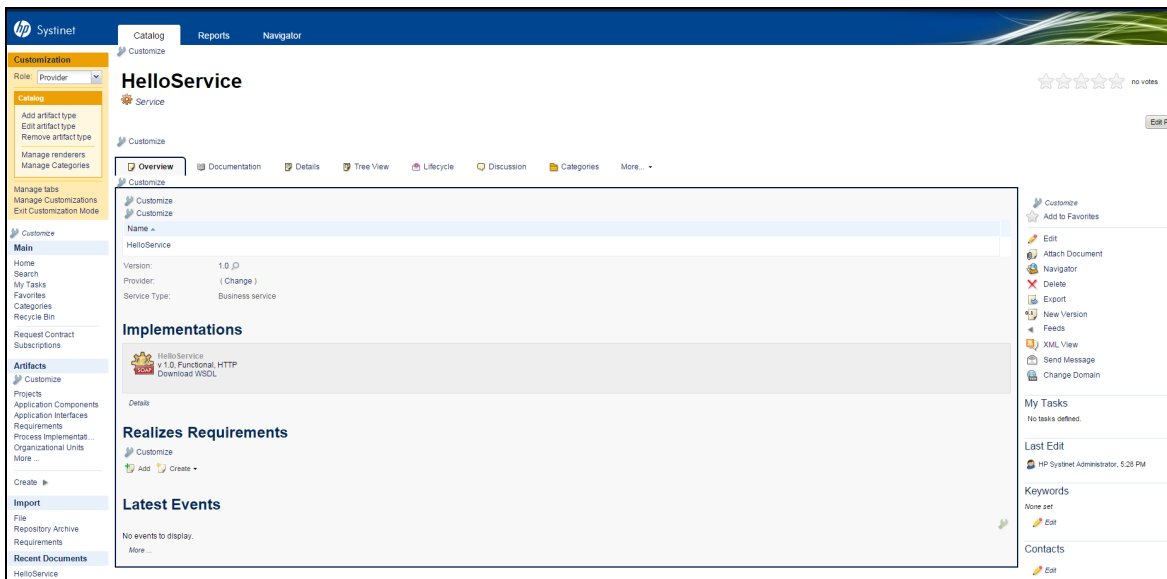 hp Systinet
Catalog Reports Navigator
Customize
Customization
Role: Provider
Catalog
Add artifact type
Edit artifact type
Remove artifact type
Manage renderers
Manage Categories
Manage tabs
Manage Customizations
Exit Customization Mode
Customize
Main
Home
Search
My Tasks
Favorites
Categories
Recycle Bin
Request Contract
Subscriptions
Artifacts
Customize
Projects
Application Components
Application Interfaces
Requirements
Process Implementati...
Organizational Units
More ...
Create
Import
File
Repository Archive
Requirements
Recent Documents
HelloService
HelloService
Service
no votes
Customize
Overview Documentation Details Tree View Lifecycle Discussion Categories More...
Customize
Customize
Customize
Name
HelloService
Version: 1.0
Provider: ( Change )
Service Type: Business service
Implementations
HelloService
v 1.0, Functional, HTTP
Download WSDL
SOAP
Details
Realizes Requirements
Customize
Add Create
Latest Events
No events to display.
More ...
Edit
Customize
Add to Favorites
Edit
Attach Document
Navigator
Delete
Export
New Version
Feeds
XML View
Send Message
Change Domain
My Tasks
No tasks defined.
Last Edit
HP Systinet Administrator, 5:26 PM
Keywords
None set
Edit
Contacts
Edit